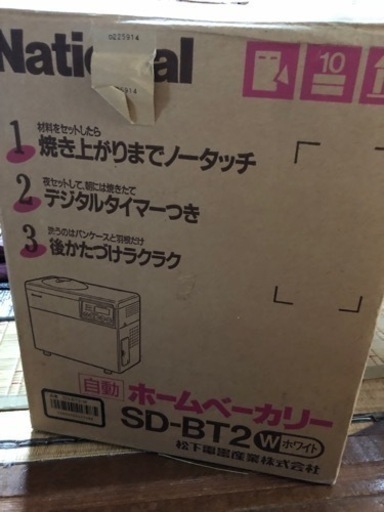 National
m225914
5914
10
1 材料をセットしたら
焼き上がりまでノータッチ
2 夜セットして、朝には焼きたて
デジタルタイマーつき
3 洗うのはパンケースと羽根だけ
後かたづけラクラク
自動 ホームベーカリー
SD-BT2 W ホワイト
松下電器産業株式会社